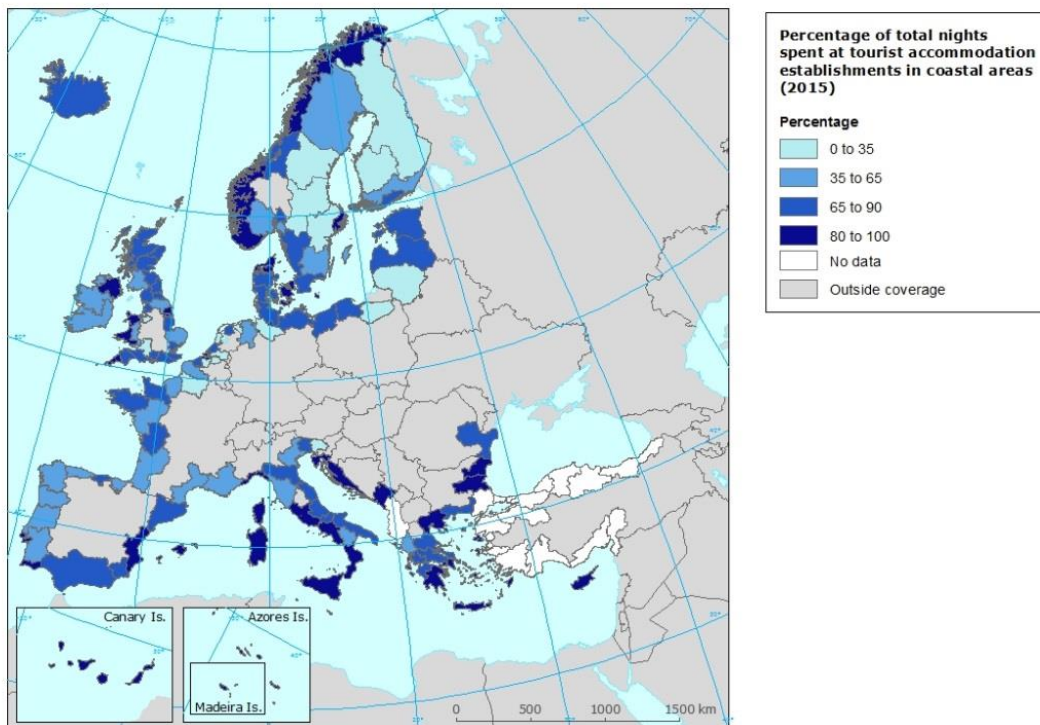 Percentage of total nights
spent at tourist accommodation
establishments in coastal areas
(2015)
Percentage
0 to 35
35 to 65
65 to 90
80 to 100
No data
Outside coverage
Canary Is.
Azores Is.
Madeira Is.
0 500 1000 1500 km